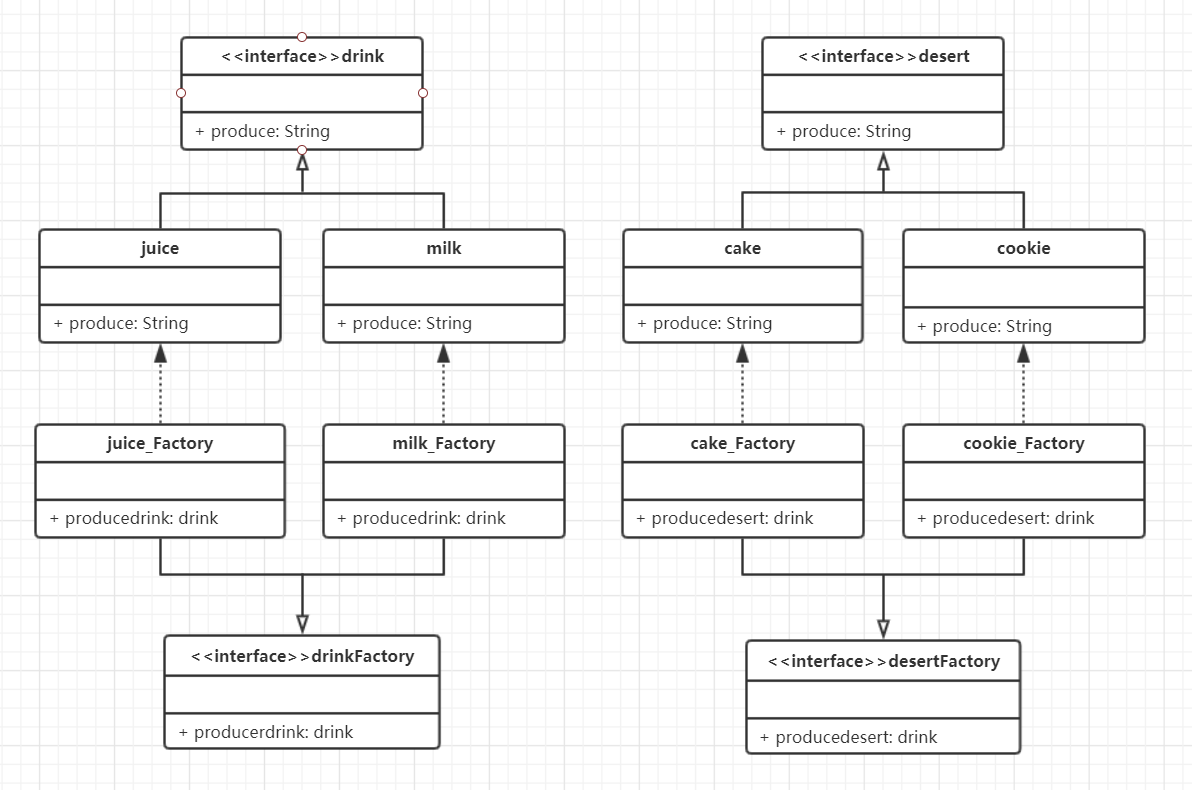 <<interface>>drink
+ produce: String
<<interface>>desert
+ produce: String
juice
+ produce: String
milk
+ produce: String
cake
+ produce: String
cookie
+ produce: String
juice_Factory
+ producedrink: drink
milk_Factory
+ producedrink: drink
cake_Factory
+ producedesert: drink
cookie_Factory
+ producedesert: drink
<<interface>>drinkFactory
+ producerdrink: drink
<<interface>>desertFactory
+ producedesert: drink